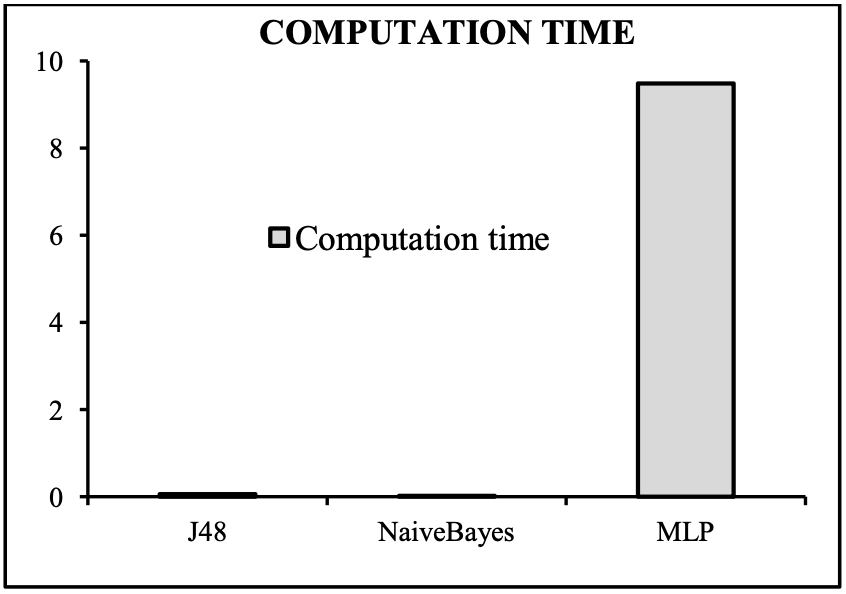 COMPUTATION TIME
10
8
6
4
2
0
Computation time
J48
NaiveBayes
MLP